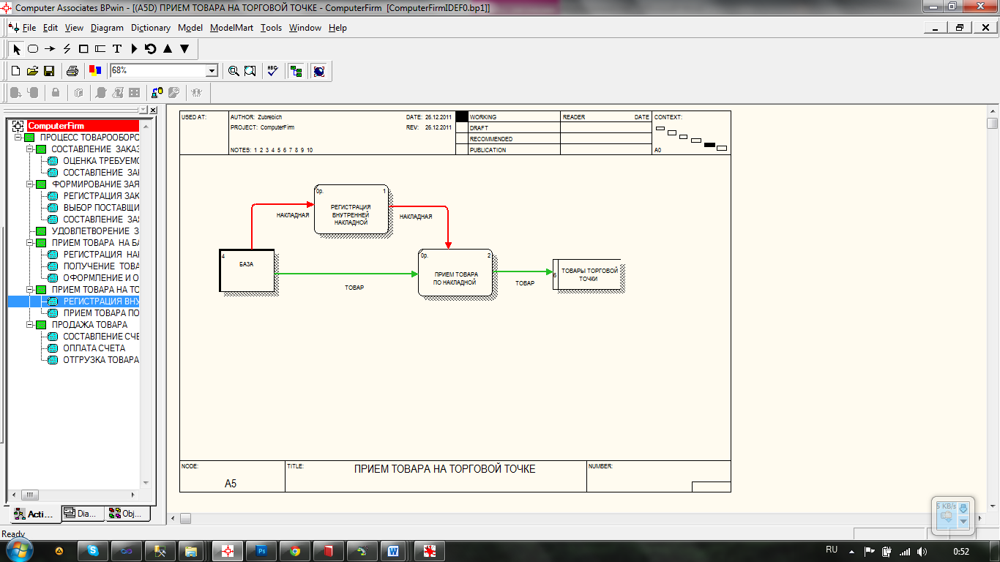 Computer Associates BPwin - [(A5D) ПРИЕМ ТОВАРА НА ТОРГОВОЙ ТОЧКЕ - ComputerFirm [ComputerFirmIDEF0.bp1]]
File Edit View Diagram Dictionary Model ModelMart Tools Window Help
68%
ComputerFirm
ПРОЦЕСС ТОВАРООБОРО
СОСТАВЛЕНИЕ ЗАКАЗ
ОЦЕНКА ТРЕБУЕМО
СОСТАВЛЕНИЕ ЗАК
ФОРМИРОВАНИЕ ЗАЯ
РЕГИСТРАЦИЯ ЗАК
ВЫБОР ПОСТАВЩИ
СОСТАВЛЕНИЕ ЗАЯ
УДОВЛЕТВОРЕНИЕ З
ПРИЕМ ТОВАРА НА БА
РЕГИСТРАЦИЯ НАК
ПОЛУЧЕНИЕ ТОВА
ОФОРМЛЕНИЕ И О
ПРИЕМ ТОВАРА НА ТО
РЕГИСТРАЦИЯ ВНУ
ПРИЕМ ТОВАРА ПО
ПРОДАЖА ТОВАРА
СОСТАВЛЕНИЕ СЧЕ
ОПЛАТА СЧЕТА
ОТГРУЗКА ТОВАРА
Acti... Dia... Obj...
USED AT:
AUTHOR: Zubrebich
DATE: 26.12.2011
PROJECT: ComputerFirm
REV: 26.12.2011
NOTES: 1 2 3 4 5 6 7 8 9 10
WORKING
DRAFT
RECOMMENDED
PUBLICATION
READER DATE
CONTEXT:
A0
0р. 1
РЕГИСТРАЦИЯ
ВНУТРЕННЕЙ
НАКЛАДНОЙ
НАКЛАДНАЯ
НАКЛАДНАЯ
4
БАЗА
ТОВАР
0р. 2
ПРИЕМ ТОВАРА
ПО НАКЛАДНОЙ
ТОВАР
6
ТОВАРЫ ТОРГОВОЙ
ТОЧКИ
NODE:
A5
TITLE:
ПРИЕМ ТОВАРА НА ТОРГОВОЙ ТОЧКЕ
NUMBER:
5 KB/s
Ready
RU
0:52